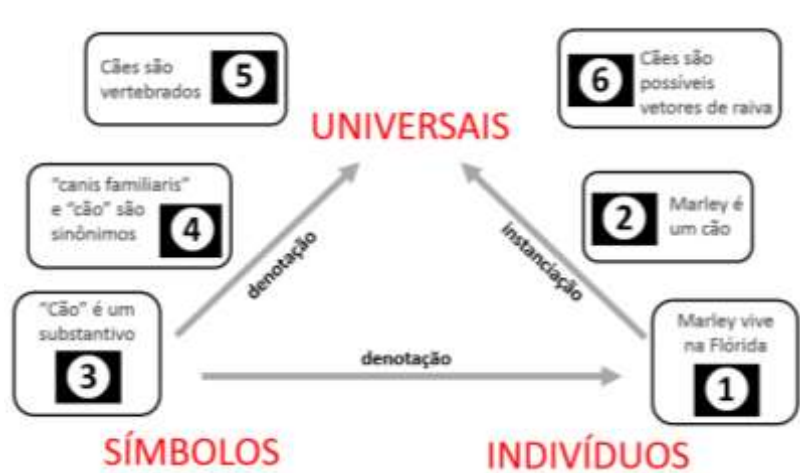 Cães são
vertebrados
5
6
Cães são
possíveis
vetores de raiva
UNIVERSAIS
"canis familiaris"
e "cão" são
sinônimos
4
2
Marley é
um cão
denotação
instanciação
"Cão" é um
substantivo
3
denotação
Marley vive
na Flórida
1
SÍMBOLOS
INDIVÍDUOS